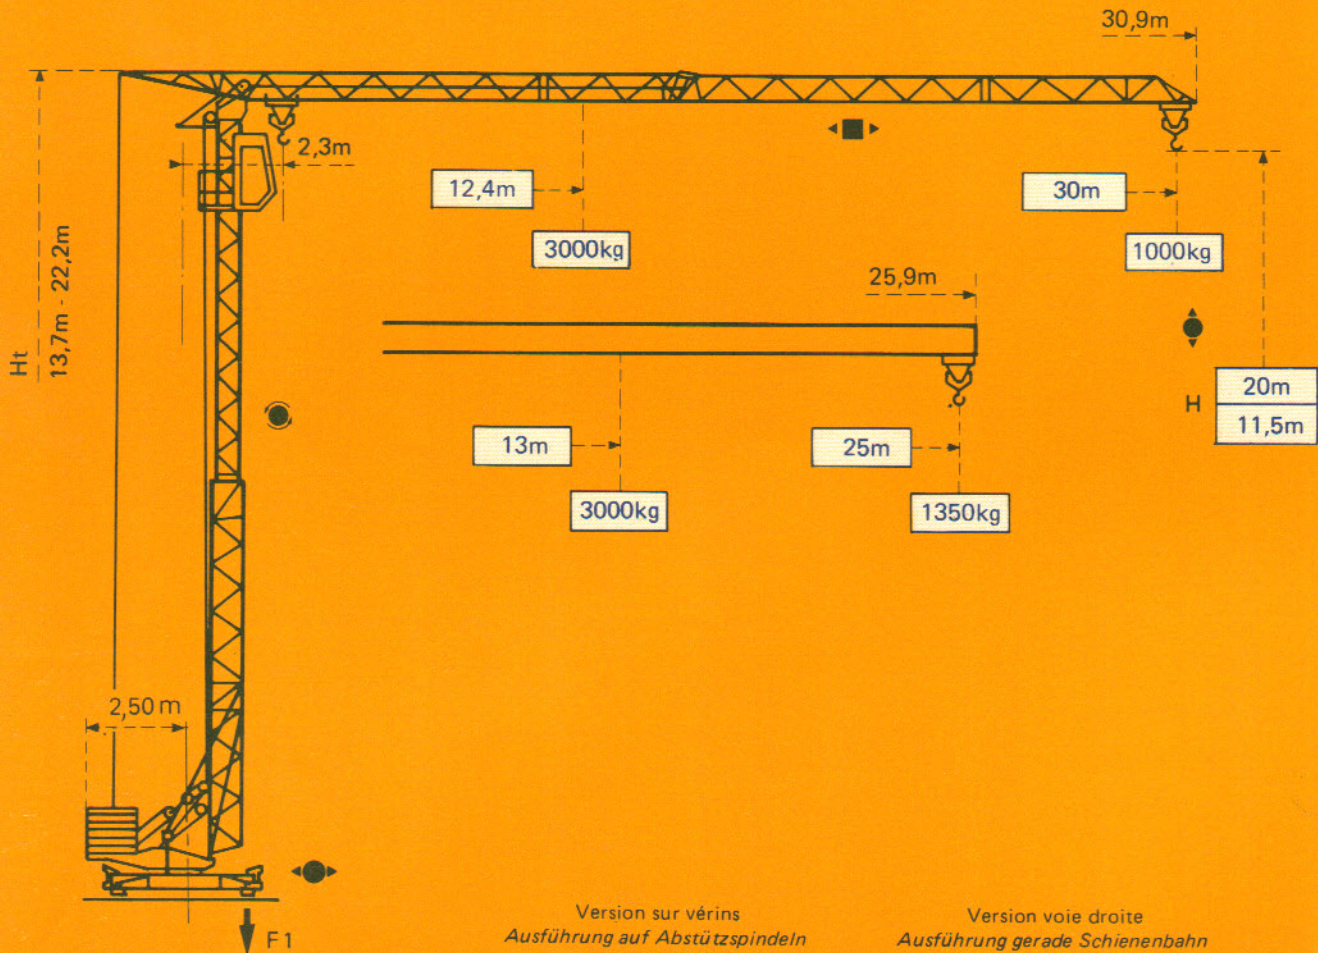 30,9m
2,3m
12,4m
30m
3000kg
1000kg
Ht
13,7m - 22,2m
25,9m
H
20m
11,5m
13m
25m
3000kg
1350kg
2,50 m
F1
Version sur vérins
Ausführung auf Abstützspindeln
Version voie droite
Ausführung gerade Schienenbahn